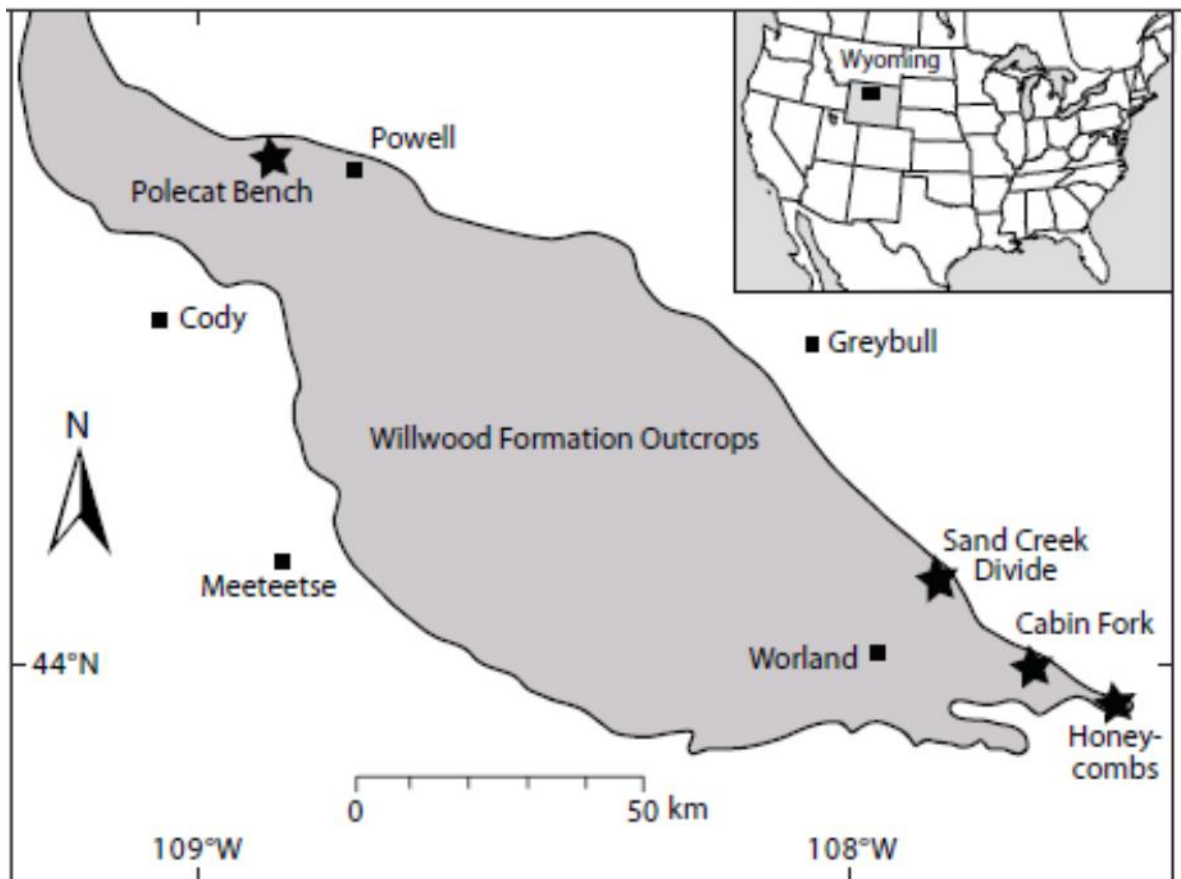 Wyoming
Powell
Polecat Bench
Cody
Greybull
N
Willwood Formation Outcrops
Sand Creek
Divide
Meeteetse
Cabin Fork
44°N
Worland
Honey-
combs
0
50 km
109°W
108°W